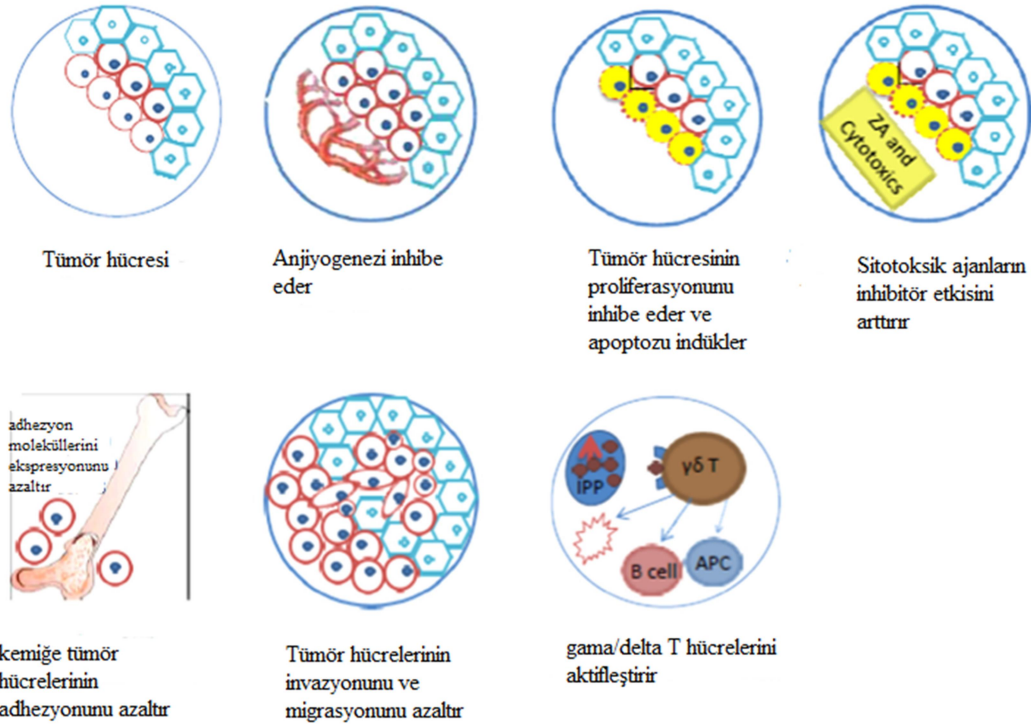 ZA and
Cytotoxics
Tümör hücresi
Anjiyogenezi inhibe
eder
Tümör hücresinin
proliferasyonunu
inhibe eder ve
apoptozu indükler
Sitotoksik ajanların
inhibitör etkisini
arttırır
adhezyon
moleküllerini
ekspresyonunu
azaltır
IPP
γδ T
B cell
APC
kemiğe tümör
hücrelerinin
adhezyonunu azaltır
Tümör hücrelerinin
invazyonunu ve
migrasyonunu azaltır
gama/delta T hücrelerini
aktifleştirir